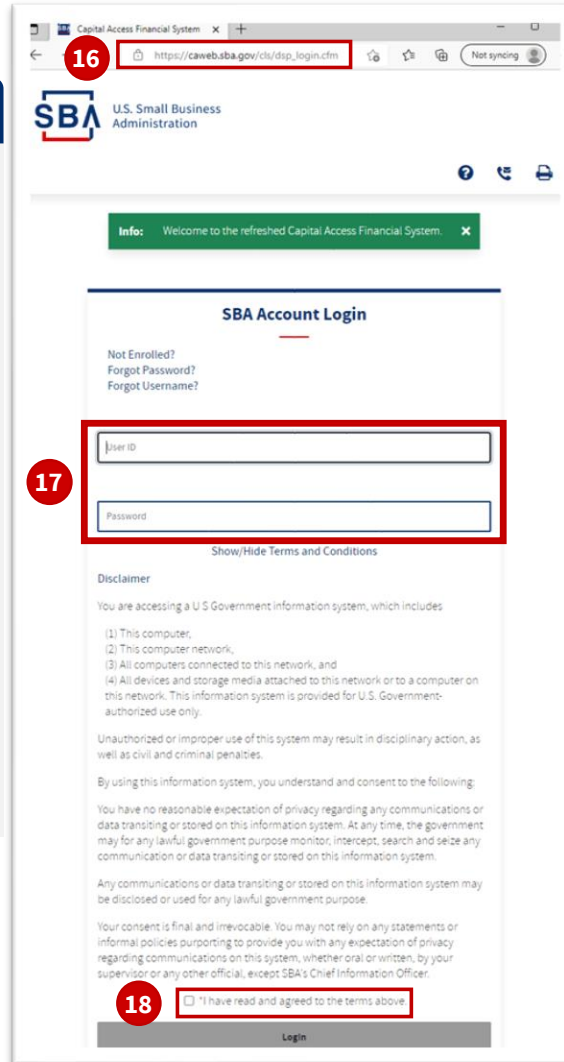 Capital Access Financial System
16
https://caweb.sba.gov/cls/dsp_login.cfm
Not syncing
SBA
U.S. Small Business
Administration
Info: Welcome to the refreshed Capital Access Financial System.
SBA Account Login
Not Enrolled?
Forgot Password?
Forgot Username?
17
User ID
Password
Show/Hide Terms and Conditions
Disclaimer
You are accessing a U S Government information system, which includes
(1) This computer,
(2) This computer network,
(3) All computers connected to this network, and
(4) All devices and storage media attached to this network or to a computer on
this network. This information system is provided for U.S. Government-
authorized use only.
Unauthorized or improper use of this system may result in disciplinary action, as
well as civil and criminal penalties.
By using this information system, you understand and consent to the following:
You have no reasonable expectation of privacy regarding any communications or
data transiting or stored on this information system. At any time, the government
may for any lawful government purpose monitor, intercept, search and seize any
communication or data transiting or stored on this information system.
Any communications or data transiting or stored on this information system may
be disclosed or used for any lawful government purpose.
Your consent is final and irrevocable. You may not rely on any statements or
informal policies purporting to provide you with any expectation of privacy
regarding communications on this system, whether oral or written, by your
supervisor or any other official, except SBA's Chief Information Officer.
18
*I have read and agreed to the terms above.
Login